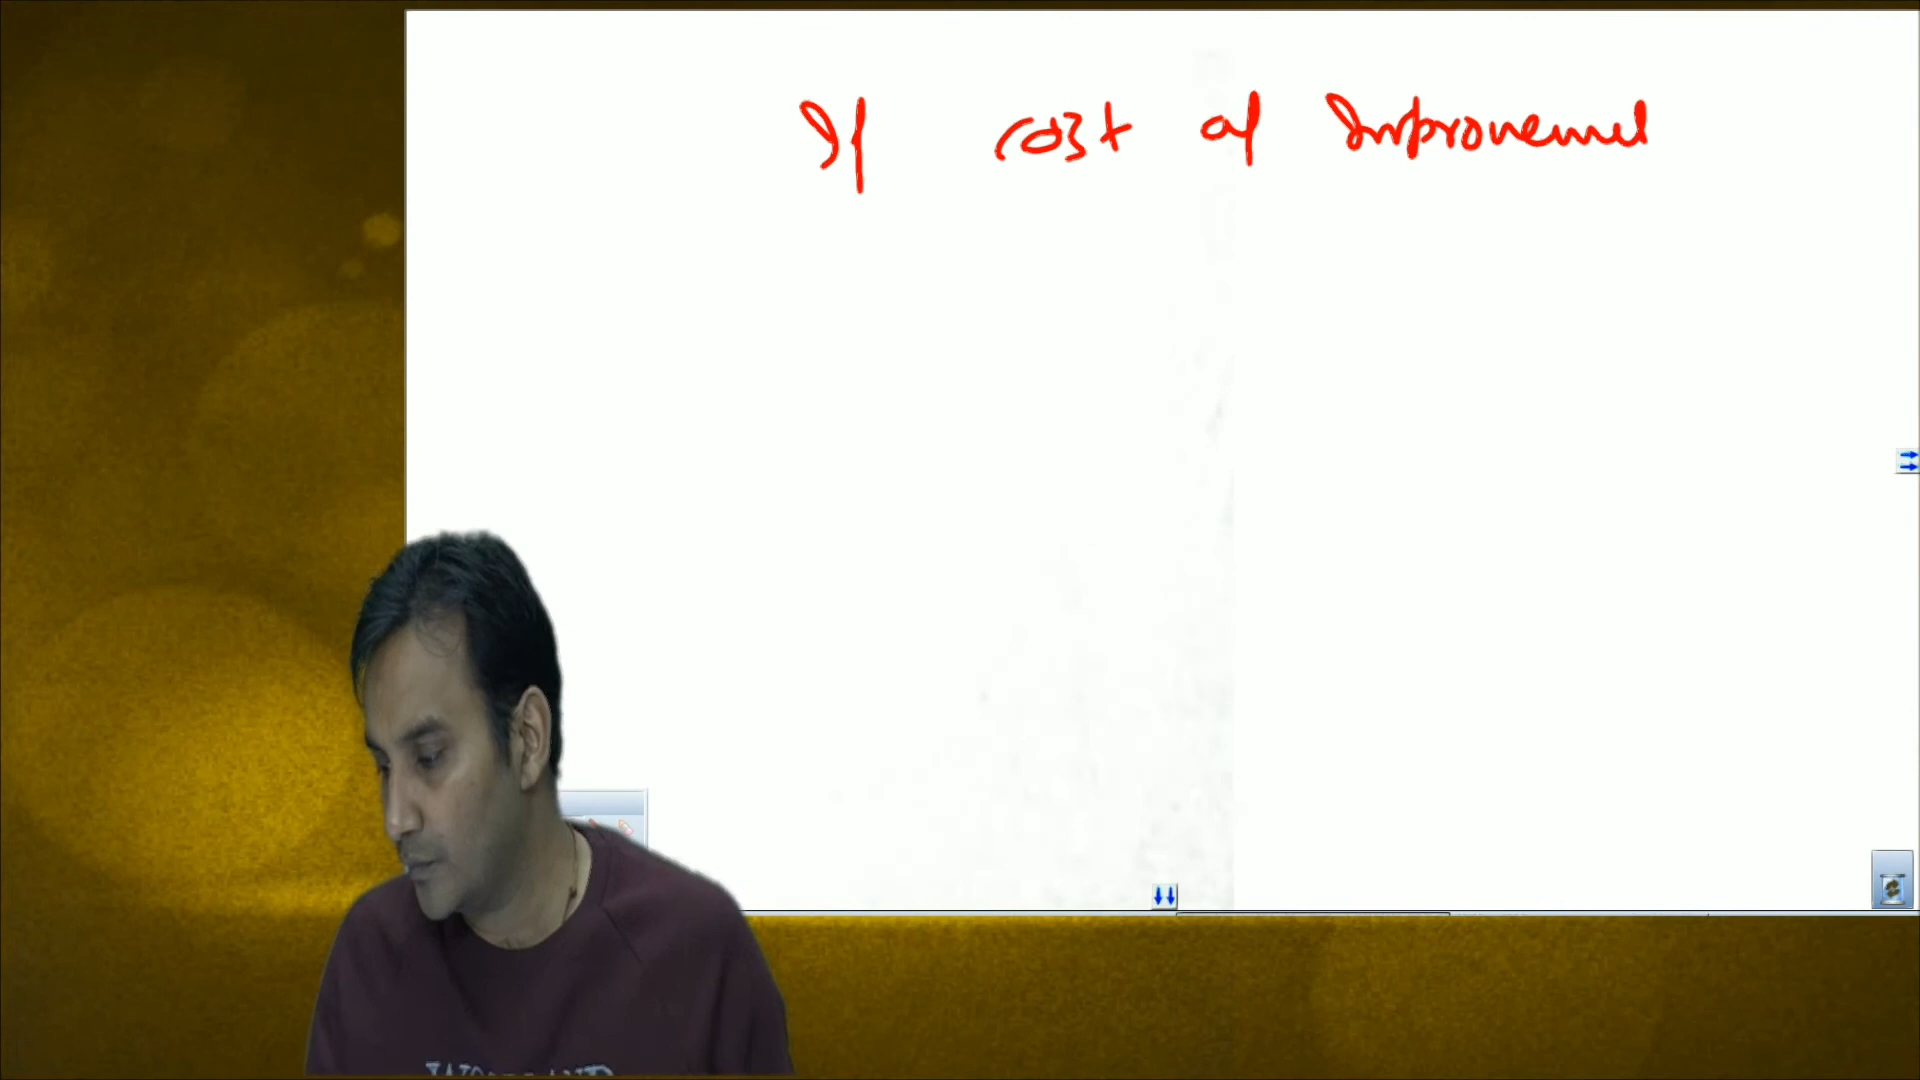 If cost of Improvement